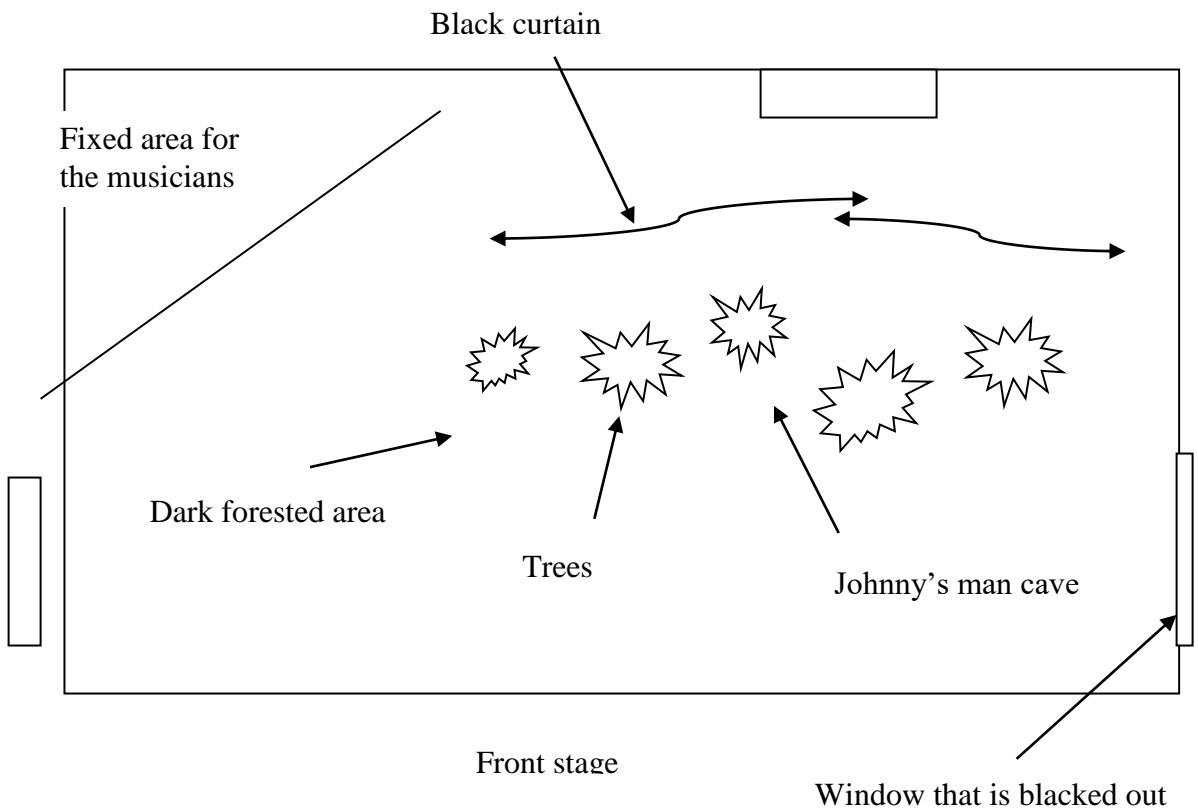 Black curtain
Fixed area for
the musicians
Dark forested area
Trees
Johnny’s man cave
Front stage
Window that is blacked out